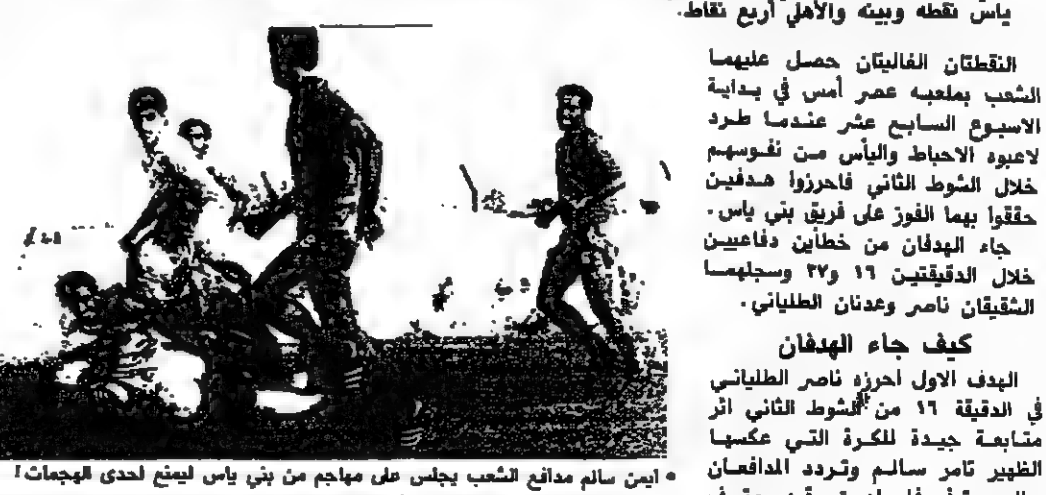 ياس نقطه وبينه والأهلي أربع نقاط.
النقطتان الغاليتان حصل عليهما
الشعب بملعبه عصر أمس في بداية
الاسبوع السابع عشر عندما طرد
لاعبوه الاحباط واليأس من نفوسهم
خلال الشوط الثاني فاحرزوا هدفين
حققوا بهما الفوز على فريق بني ياس.
جاء الهدفان من خطأين دفاعيين
خلال الدقيقتين ١٦ و٢٧ وسجلهما
الشقيقان ناصر وعدنان الطلياني.
كيف جاء الهدفان
الهدف الاول احرزه ناصر الطلياني
في الدقيقة ١٦ من الشوط الثاني اثر
متابعة جيدة للكرة التي عكسها
الظهير تامر سالم وتردد المدافعان
• ايمن سالم مدافع الشعب يجلس على مهاجم من بني ياس ليمنع احدى الهجمات!